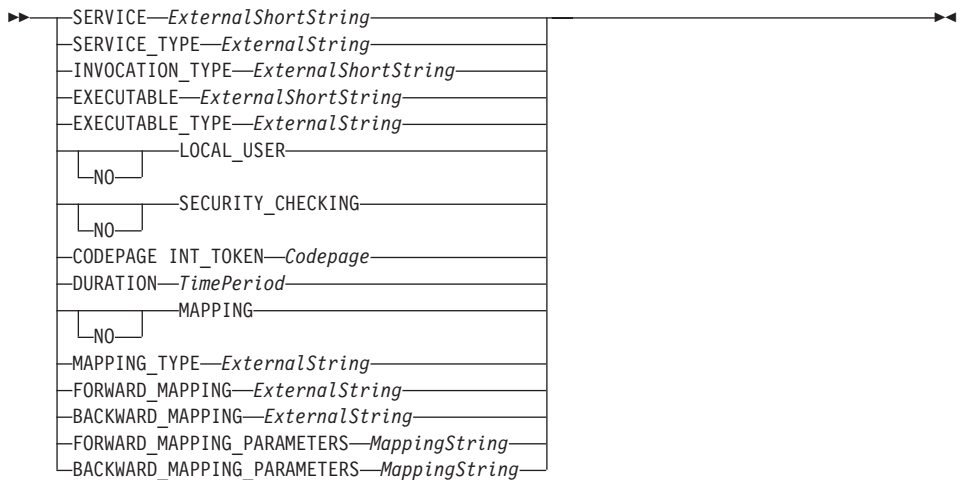 SERVICE ExternalShortString
SERVICE_TYPE ExternalString
INVOCATION_TYPE ExternalShortString
EXECUTABLE ExternalShortString
EXECUTABLE_TYPE ExternalString
LOCAL_USER
NO
SECURITY_CHECKING
NO
CODEPAGE INT_TOKEN Codepage
DURATION TimePeriod
MAPPING
NO
MAPPING_TYPE ExternalString
FORWARD_MAPPING ExternalString
BACKWARD_MAPPING ExternalString
FORWARD_MAPPING_PARAMETERS MappingString
BACKWARD_MAPPING_PARAMETERS MappingString